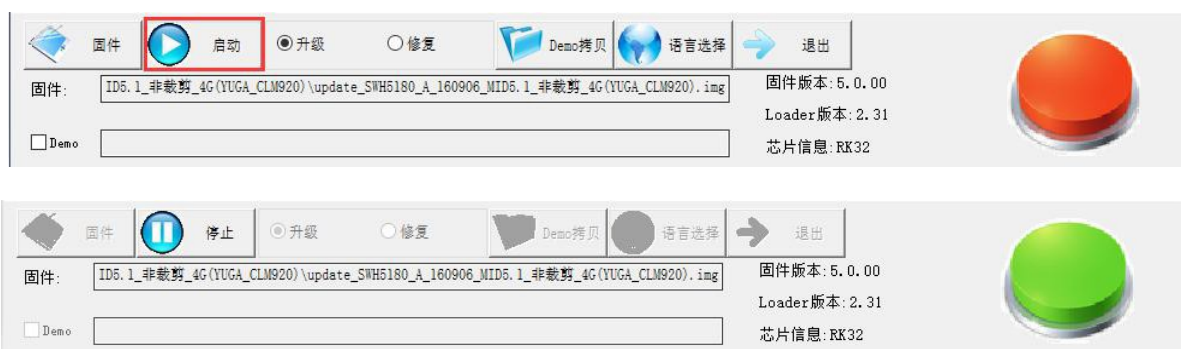 固件 启动 升级 修复 Demo拷贝 语言选择 退出
固件: ID5.1_非裁剪_4G(YUGA_CLM920)\update_SWH5180_A_160906_MID5.1_非裁剪_4G(YUGA_CLM920).img 固件版本:5.0.00
Loader版本:2.31
Demo 芯片信息:RK32
固件 停止 升级 修复 Demo拷贝 语言选择 退出
固件: ID5.1_非裁剪_4G(YUGA_CLM920)\update_SWH5180_A_160906_MID5.1_非裁剪_4G(YUGA_CLM920).img 固件版本:5.0.00
Loader版本:2.31
Demo 芯片信息:RK32